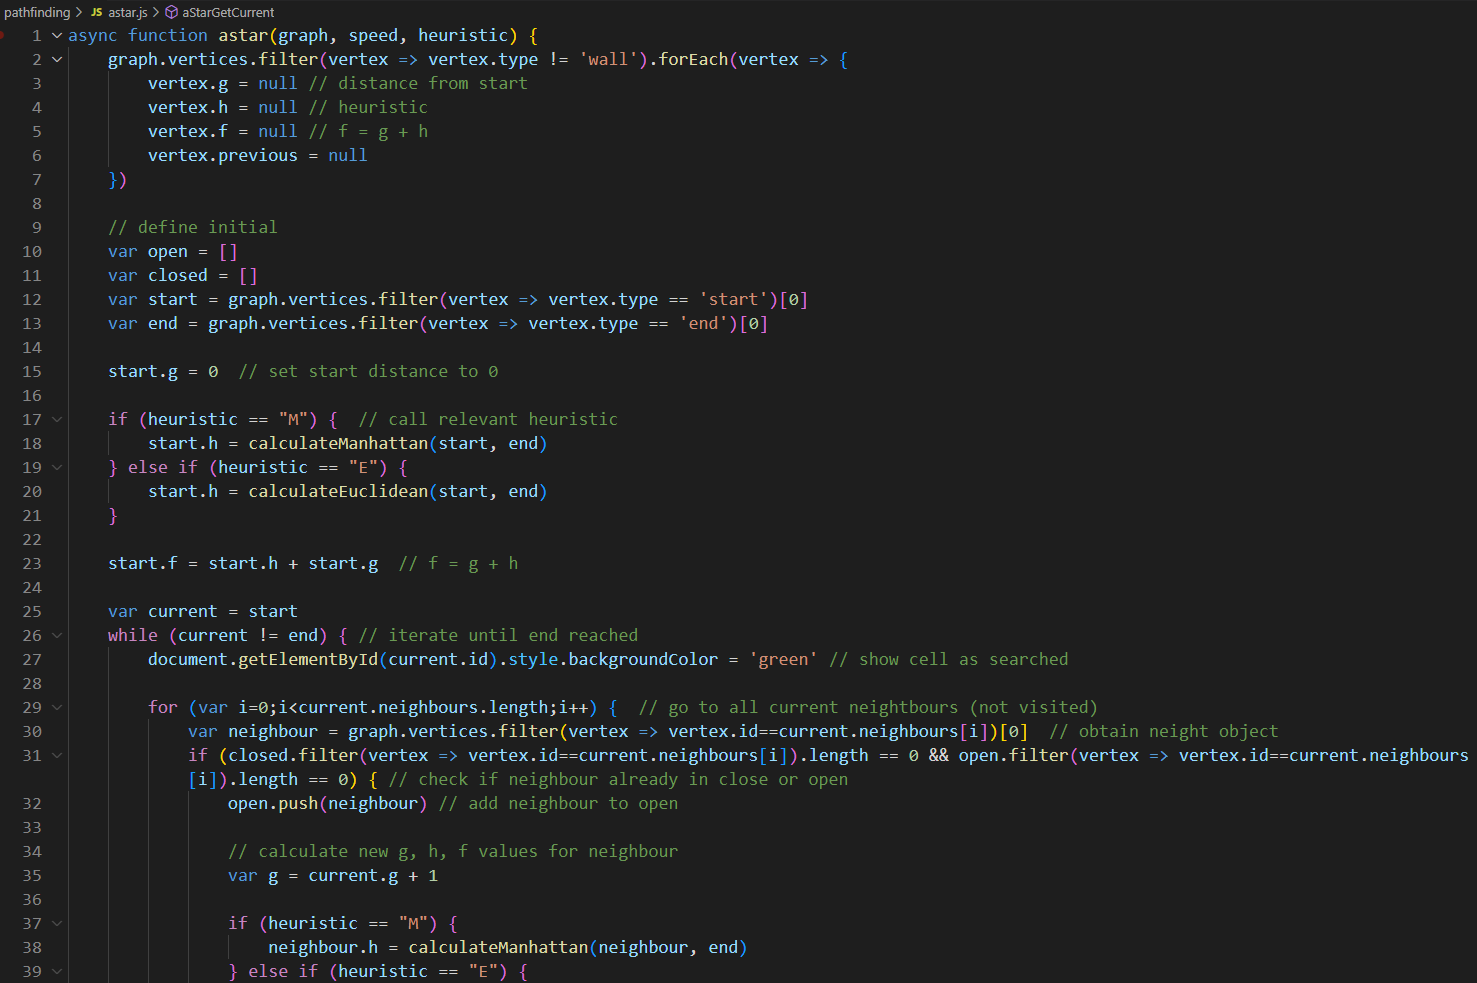 pathfinding > JS astar.js > aStarGetCurrent
1 async function astar(graph, speed, heuristic) {
2 graph.vertices.filter(vertex => vertex.type != 'wall').forEach(vertex => {
3 vertex.g = null // distance from start
4 vertex.h = null // heuristic
5 vertex.f = null // f = g + h
6 vertex.previous = null
7 })
8
9 // define initial
10 var open = []
11 var closed = []
12 var start = graph.vertices.filter(vertex => vertex.type == 'start')[0]
13 var end = graph.vertices.filter(vertex => vertex.type == 'end')[0]
14
15 start.g = 0 // set start distance to 0
16
17 if (heuristic == "M") { // call relevant heuristic
18 start.h = calculateManhattan(start, end)
19 } else if (heuristic == "E") {
20 start.h = calculateEuclidean(start, end)
21 }
22
23 start.f = start.h + start.g // f = g + h
24
25 var current = start
26 while (current != end) { // iterate until end reached
27 document.getElementById(current.id).style.backgroundColor = 'green' // show cell as searched
28
29 for (var i=0;i<current.neighbours.length;i++) { // go to all current neightbours (not visited)
30 var neighbour = graph.vertices.filter(vertex => vertex.id==current.neighbours[i])[0] // obtain neight object
31 if (closed.filter(vertex => vertex.id==current.neighbours[i]).length == 0 && open.filter(vertex => vertex.id==current.neighbours
[i]).length == 0) { // check if neighbour already in close or open
32 open.push(neighbour) // add neighbour to open
33
34 // calculate new g, h, f values for neighbour
35 var g = current.g + 1
36
37 if (heuristic == "M") {
38 neighbour.h = calculateManhattan(neighbour, end)
39 } else if (heuristic == "E") {